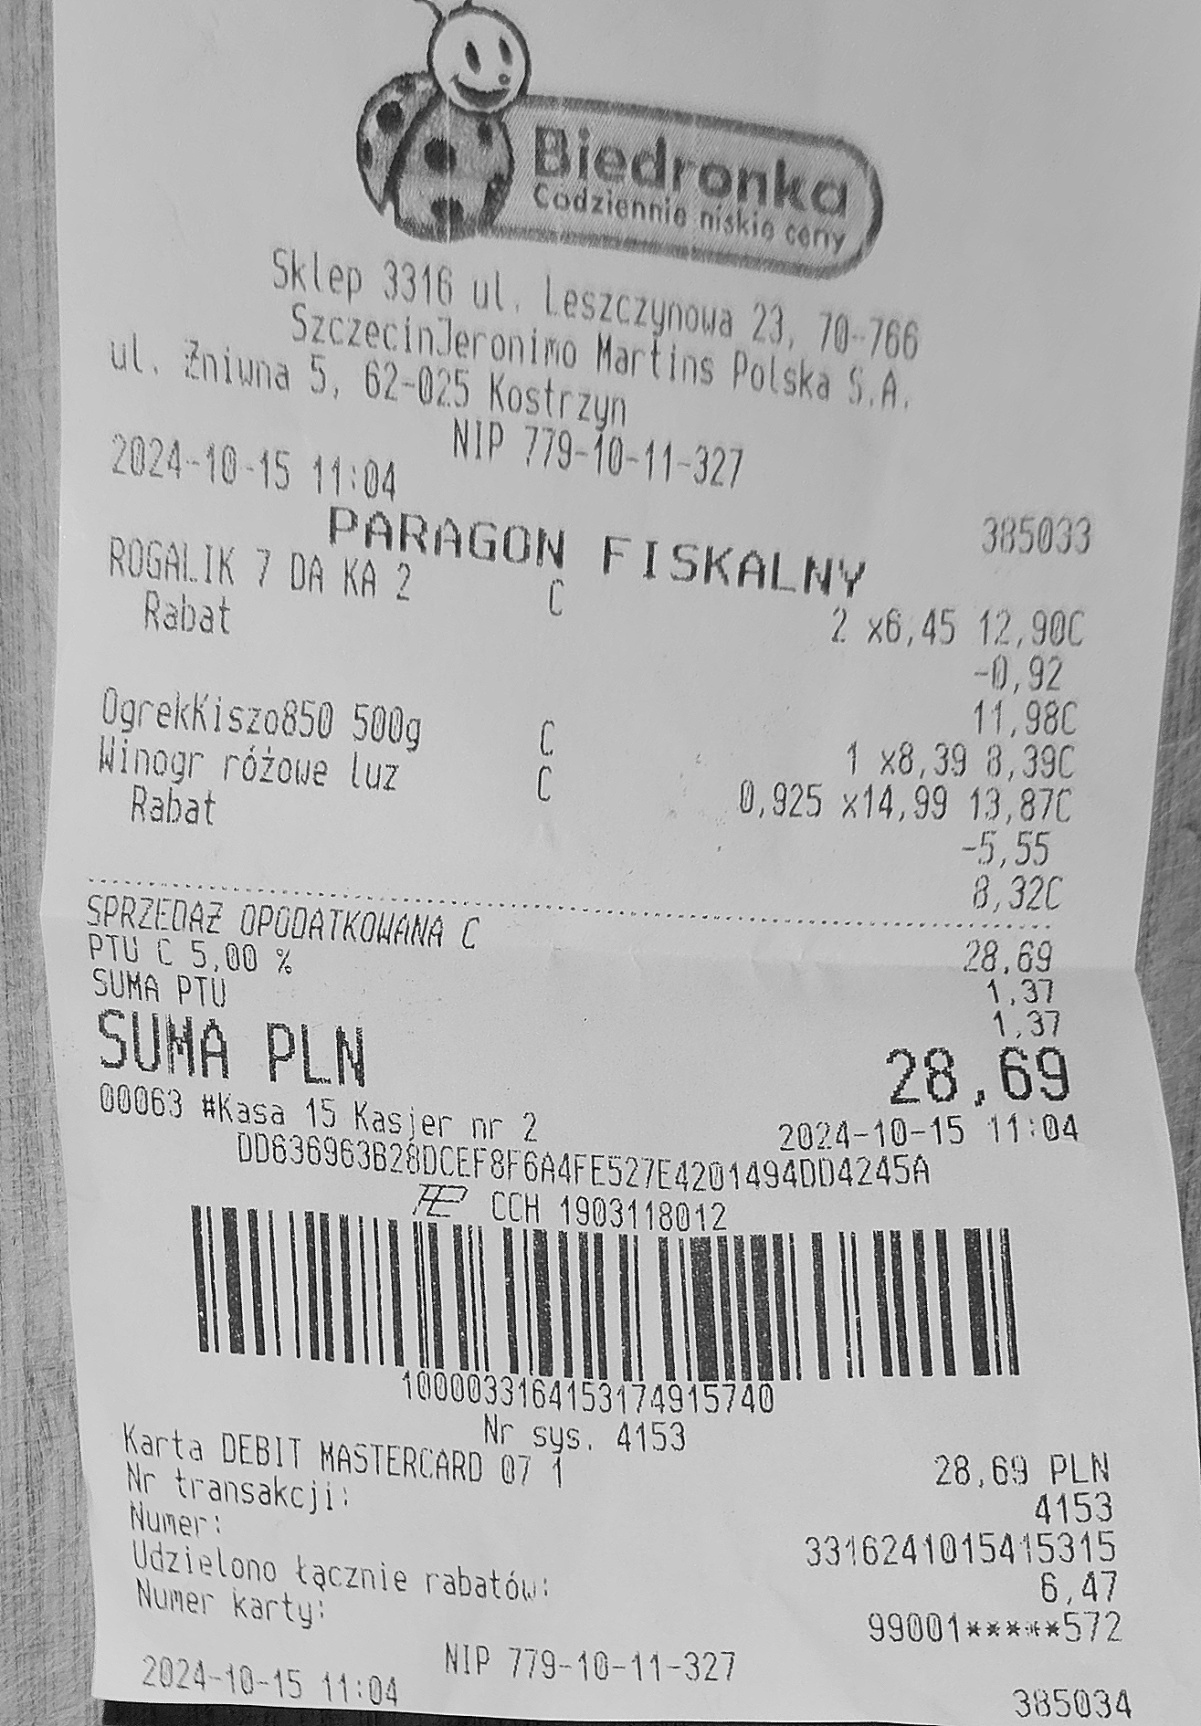 Biedronka
Codziennie niskie ceny
Sklep 3316 ul. Leszczynowa 23, 70-766
SzczecinJeronimo Martins Polska S.A.
ul. Żniwna 5, 62-025 Kostrzyn
NIP 779-10-11-327
2024-10-15 11:04 385033
PARAGON FISKALNY
ROGALIK 7 DA KA 2 C 2 x6,45 12,90C
Rabat -0,92
11,98C
OgrekKiszo850 500g C 1 x8,39 8,39C
Winogr różowe luz C 0,925 x14,99 13,87C
Rabat -5,55
8,32C
SPRZEDAŻ OPODATKOWANA C 28,69
PTU C 5,00 % 1,37
SUMA PTU 1,37
SUMA PLN 28,69
00063 #Kasa 15 Kasjer nr 2 2024-10-15 11:04
DD636963B28DCEF8F6A4FE527E4201494DD4245A
CCH 1903118012
1000033164153174915740
Nr sys. 4153
Karta DEBIT MASTERCARD 07 1 28,69 PLN
Nr transakcji: 4153
Numer: 3316241015415315
Udzielono łącznie rabatów: 6,47
Numer karty: 99001*****572
NIP 779-10-11-327
2024-10-15 11:04 385034